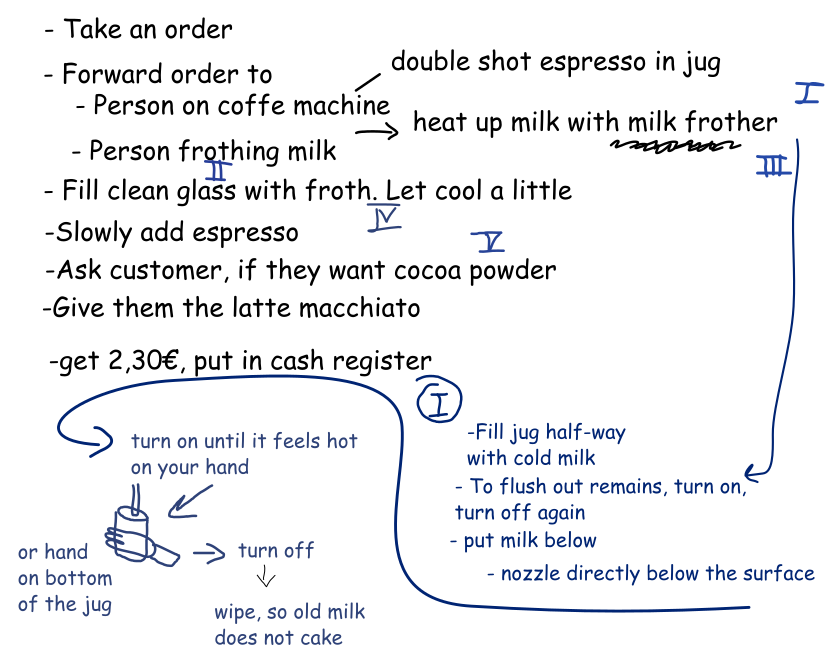 - Take an order
- Forward order to
double shot espresso in jug
- Person on coffe machine
I
heat up milk with milk frother
- Person frothing milk
II
III
- Fill clean glass with froth. Let cool a little
IV
-Slowly add espresso
V
-Ask customer, if they want cocoa powder
-Give them the latte macchiato
-get 2,30€, put in cash register
I
-Fill jug half-way
with cold milk
- To flush out remains, turn on,
turn off again
- put milk below
- nozzle directly below the surface
turn on until it feels hot
on your hand
or hand
on bottom
of the jug
turn off
wipe, so old milk
does not cake